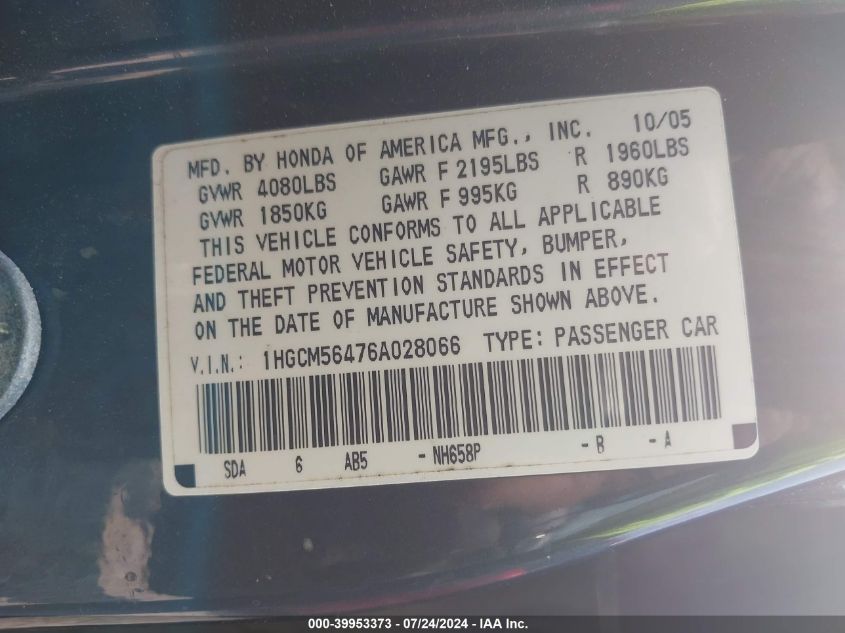 MFD. BY HONDA OF AMERICA MFG., INC. 10/05
GVWR 4080LBS GAWR F 2195LBS R 1960LBS
GVWR 1850KG GAWR F 995KG R 890KG
THIS VEHICLE CONFORMS TO ALL APPLICABLE
FEDERAL MOTOR VEHICLE SAFETY, BUMPER,
AND THEFT PREVENTION STANDARDS IN EFFECT
ON THE DATE OF MANUFACTURE SHOWN ABOVE.
V.I.N.: 1HGCM56476A028066 TYPE: PASSENGER CAR
SDA 6 AB5 - NH658P - B - A
000-39953373 - 07/24/2024 - IAA Inc.